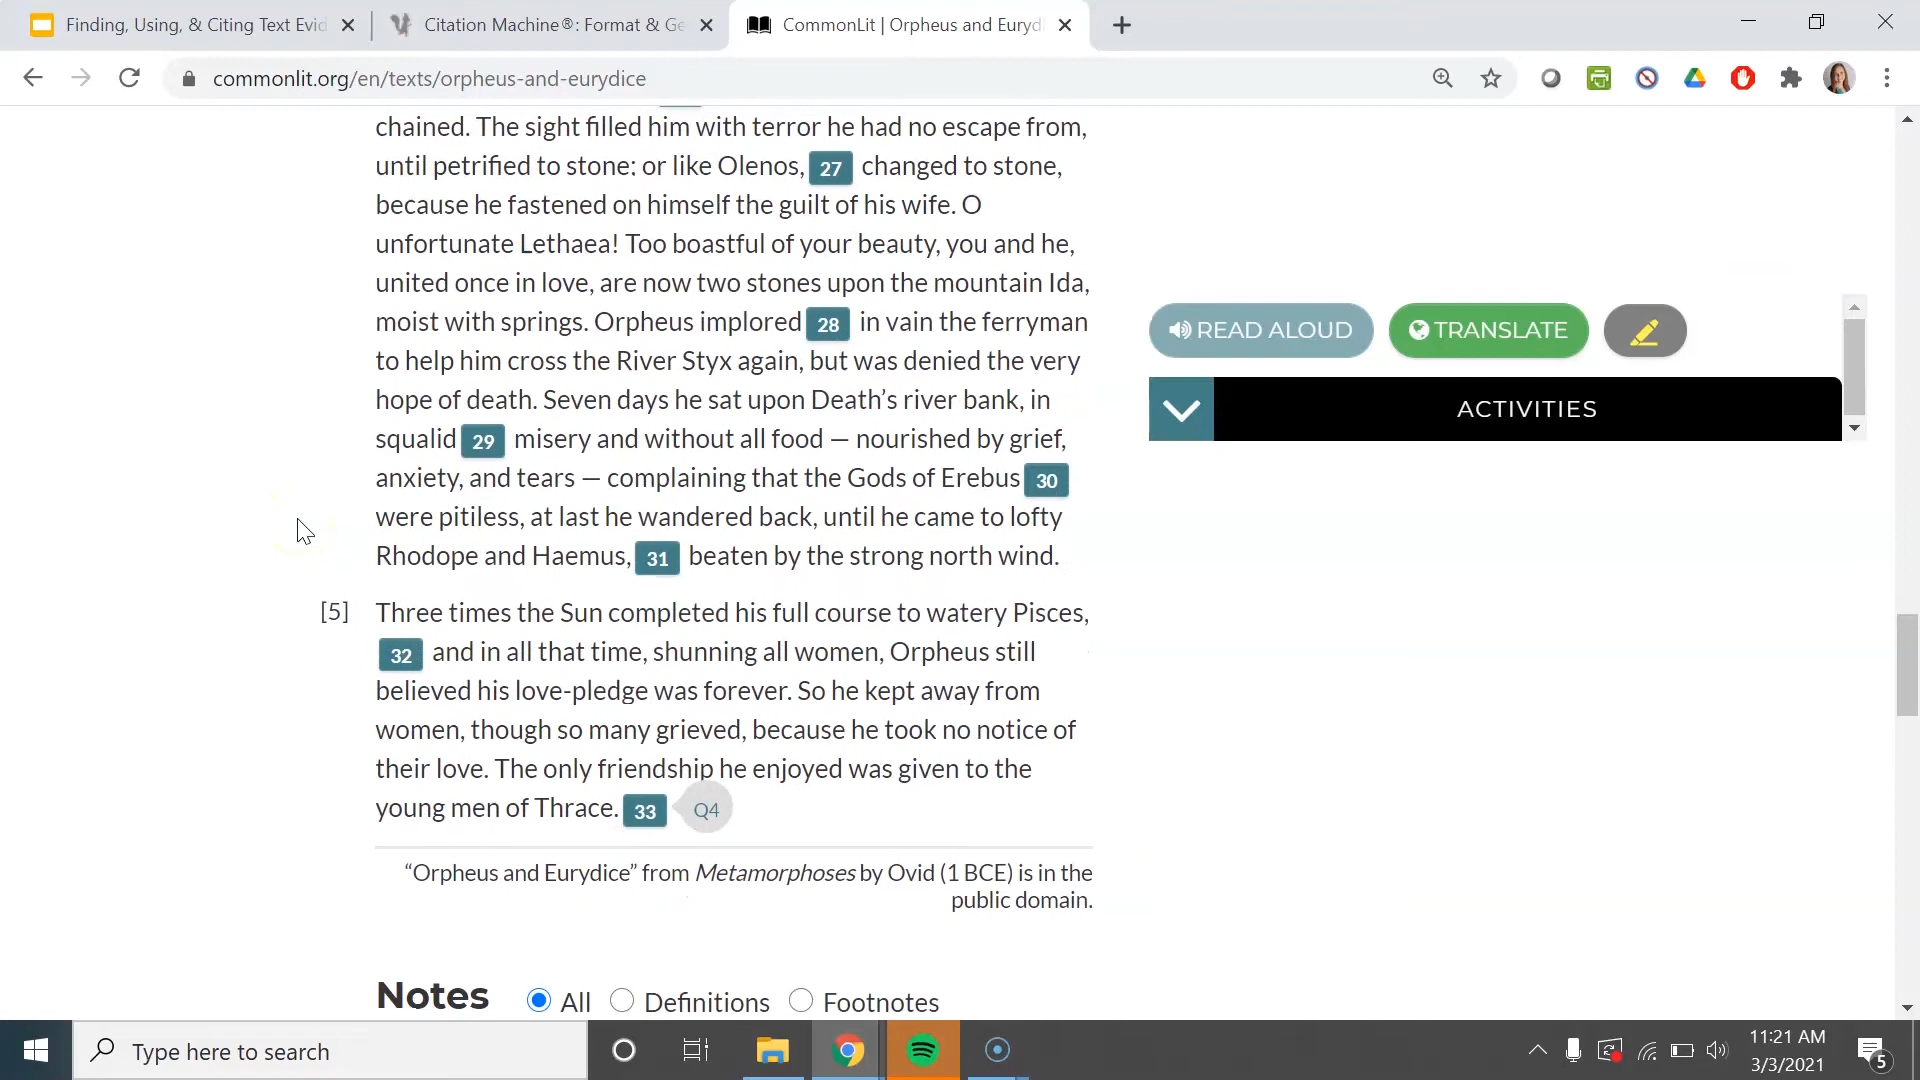 Finding, Using, & Citing Text Evid
Citation Machine®: Format & Ge
CommonLit | Orpheus and Euryd
commonlit.org/en/texts/orpheus-and-eurydice
chained. The sight filled him with terror he had no escape from,
until petrified to stone; or like Olenos, 27 changed to stone,
because he fastened on himself the guilt of his wife. O
unfortunate Lethaea! Too boastful of your beauty, you and he,
united once in love, are now two stones upon the mountain Ida,
moist with springs. Orpheus implored 28 in vain the ferryman
to help him cross the River Styx again, but was denied the very
hope of death. Seven days he sat upon Death's river bank, in
squalid 29 misery and without all food — nourished by grief,
anxiety, and tears — complaining that the Gods of Erebus 30
were pitiless, at last he wandered back, until he came to lofty
Rhodope and Haemus, 31 beaten by the strong north wind.
[5] Three times the Sun completed his full course to watery Pisces,
32 and in all that time, shunning all women, Orpheus still
believed his love-pledge was forever. So he kept away from
women, though so many grieved, because he took no notice of
their love. The only friendship he enjoyed was given to the
young men of Thrace. 33 Q4
“Orpheus and Eurydice” from Metamorphoses by Ovid (1 BCE) is in the
public domain.
Notes All Definitions Footnotes
READ ALOUD TRANSLATE
ACTIVITIES
Type here to search
11:21 AM
3/3/2021
5